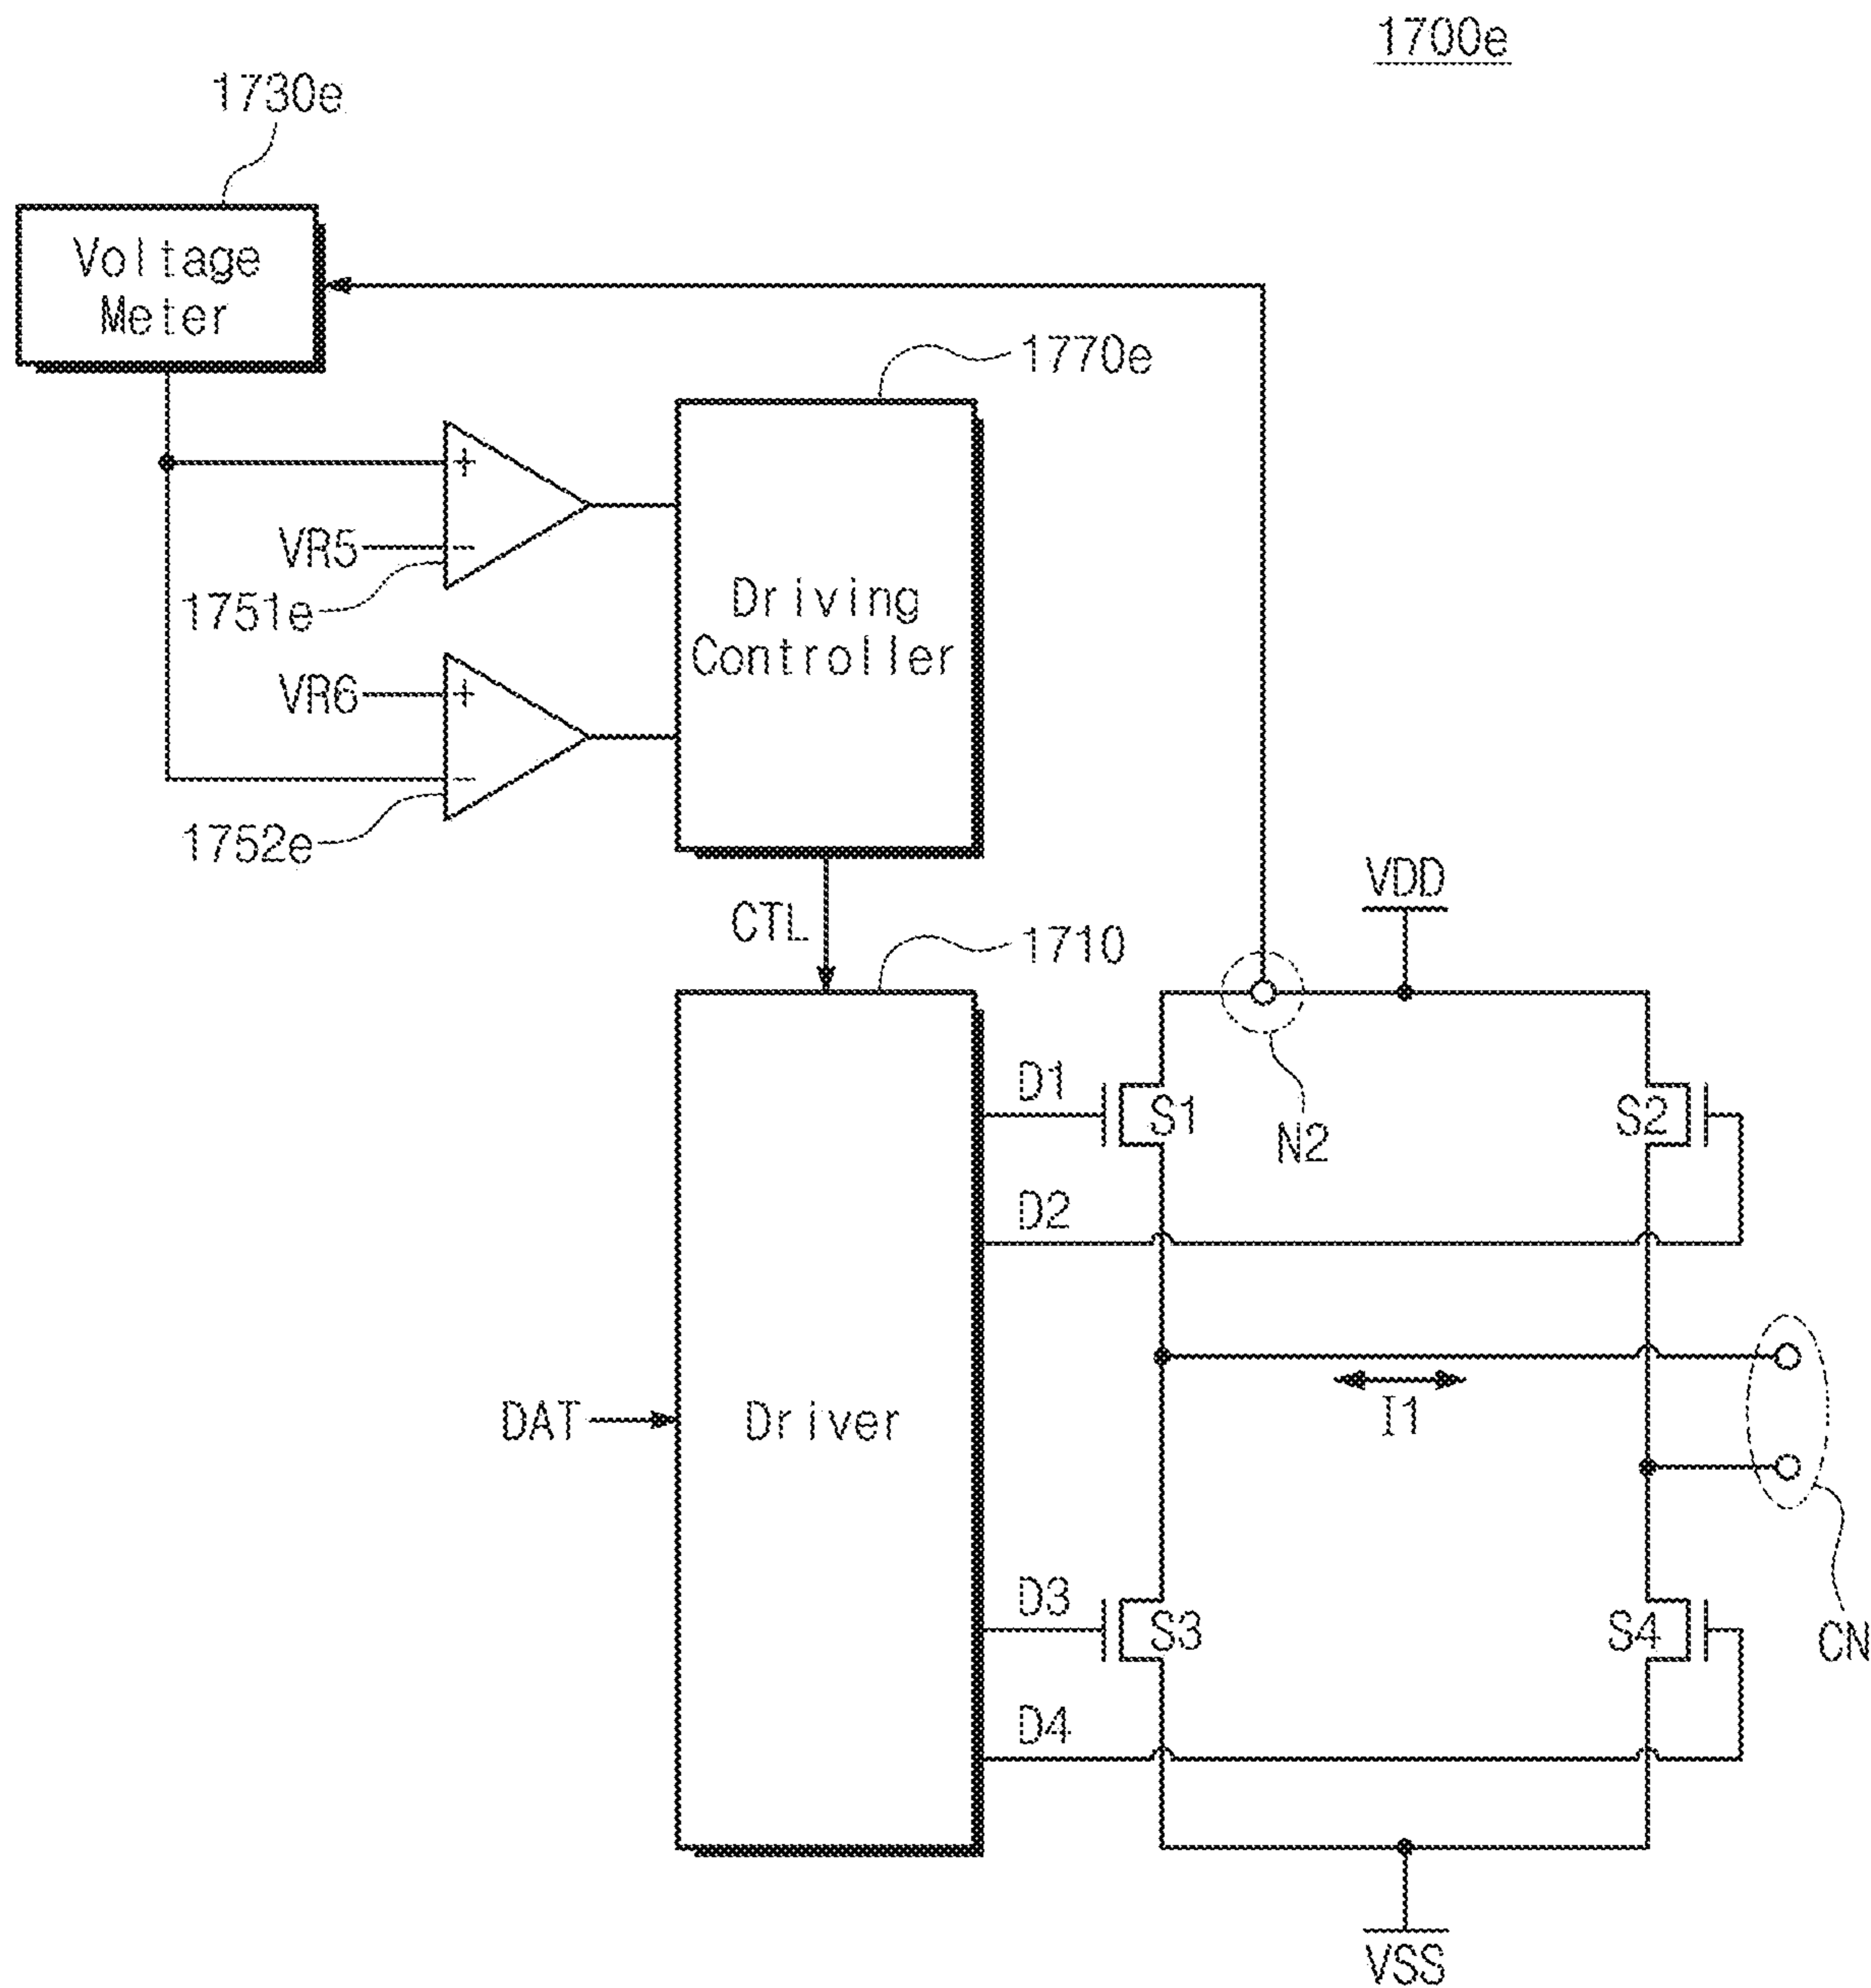 1700e
1730e
Voltage
Meter
1770e
+
VR5
-
1751e
Driving
Controller
VR6
+
-
1752e
VDD
CTL
1710
D1
S1
S2
N2
D2
DAT
Driver
I1
D3
S3
S4
CN
D4
VSS